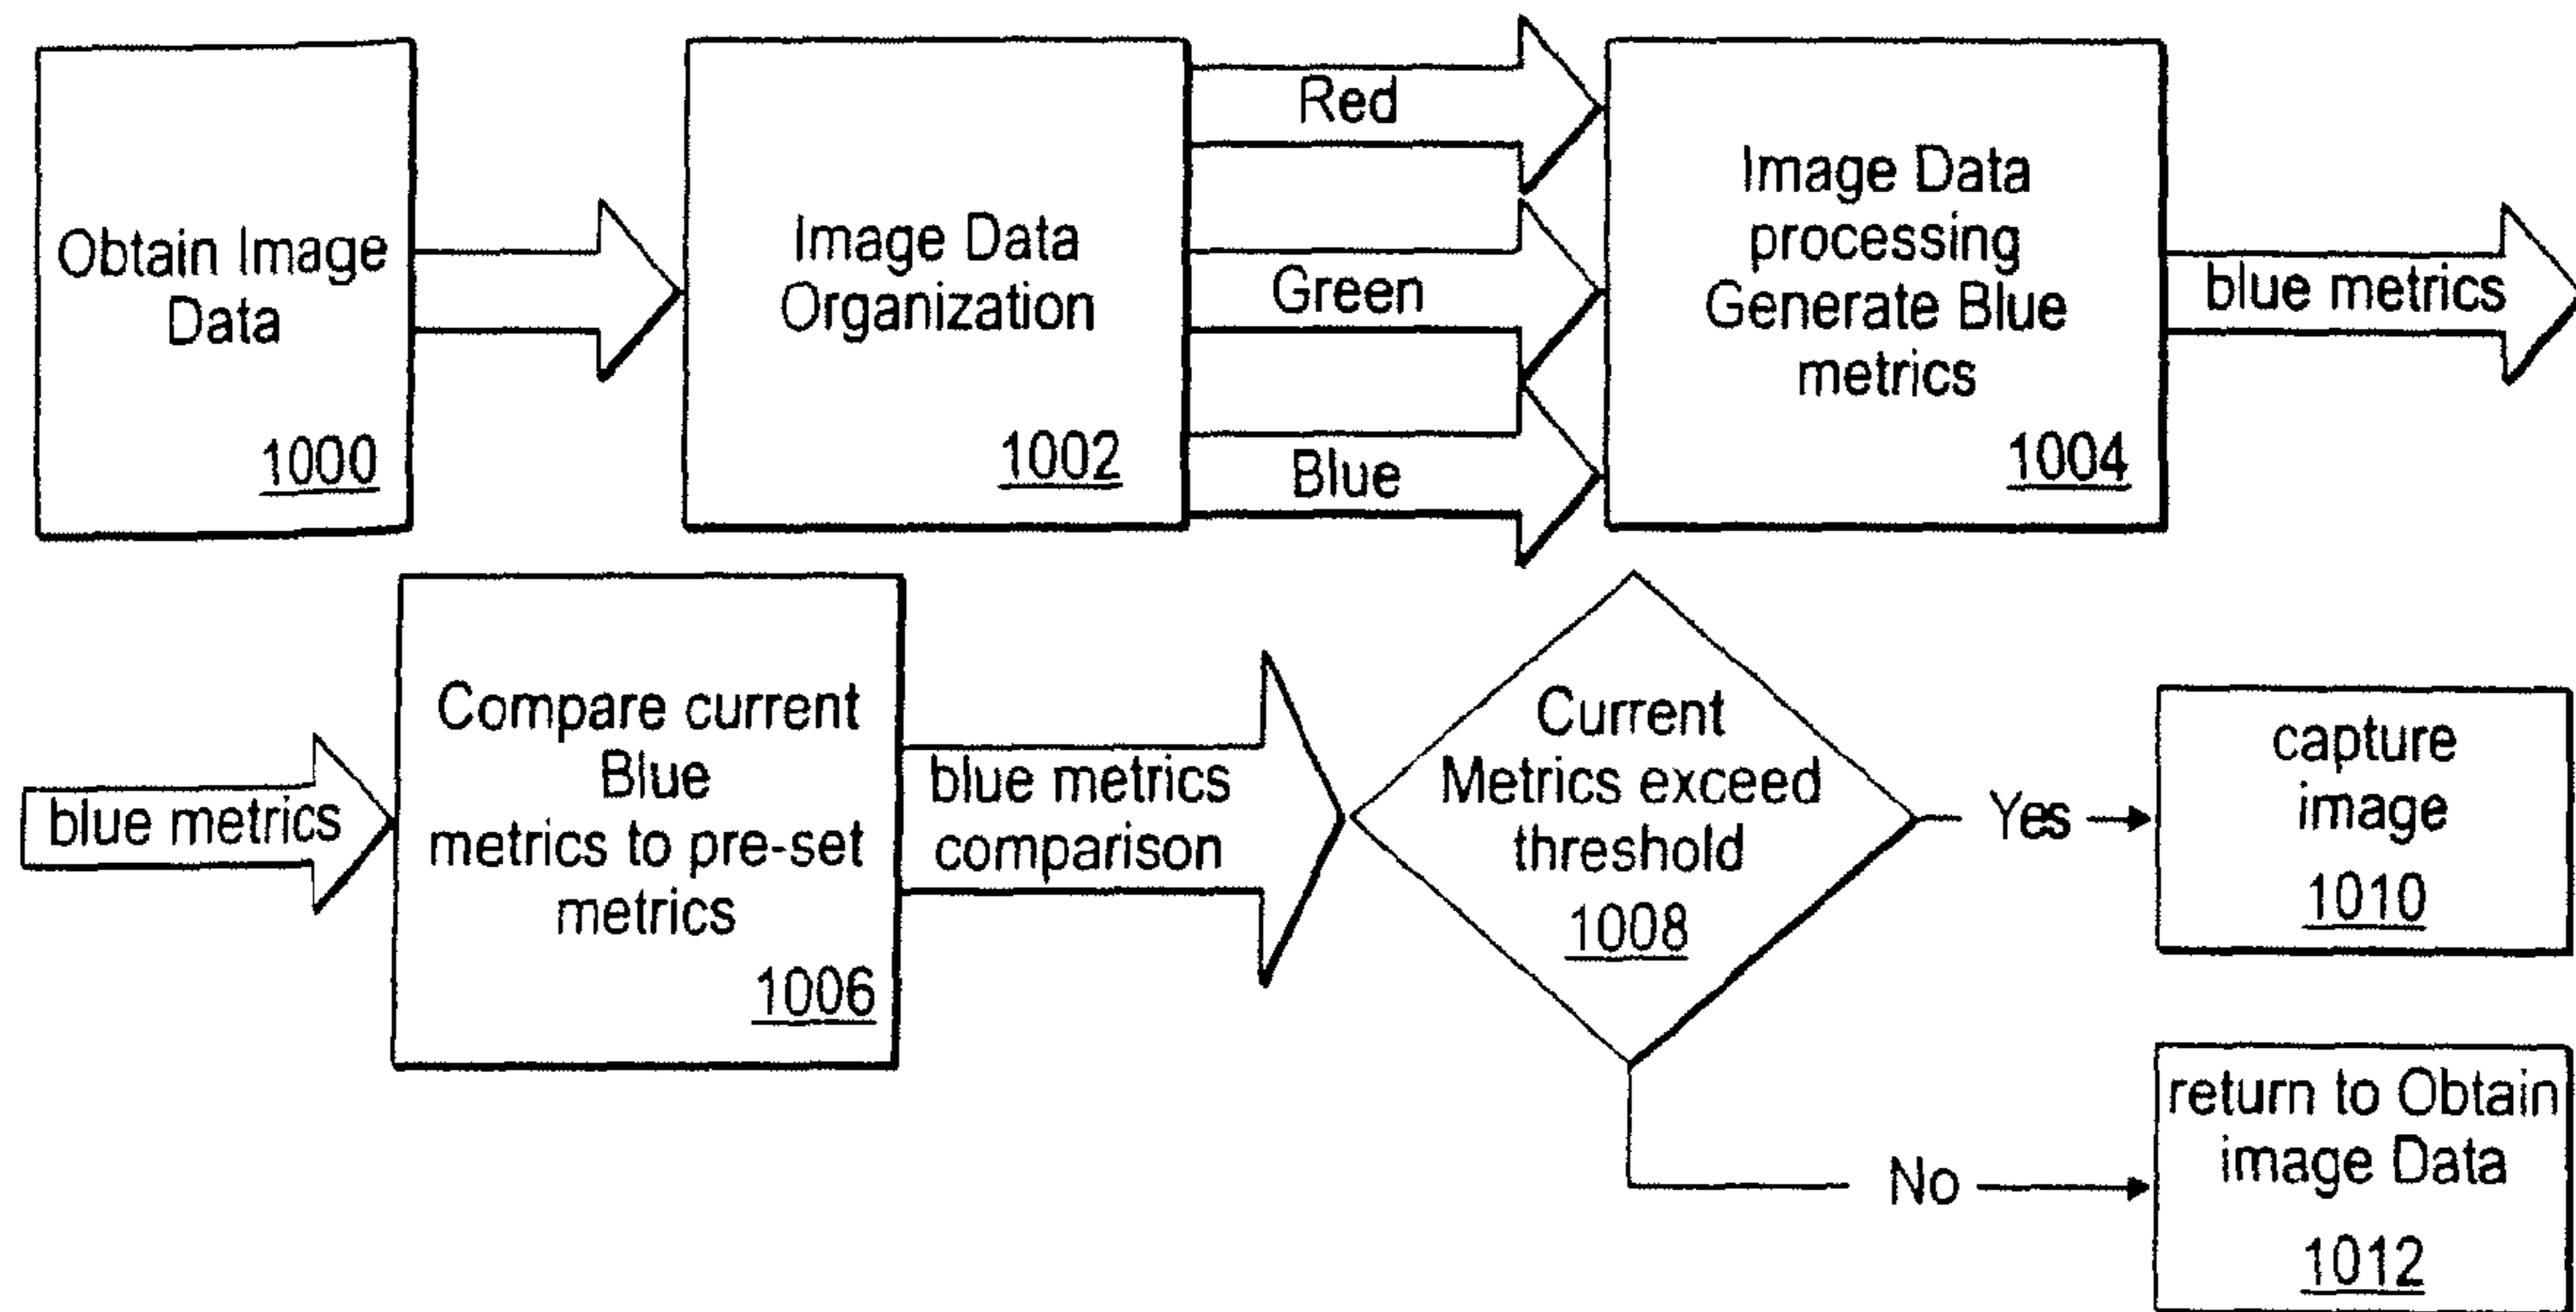 Obtain Image
Data
1000
Image Data
Organization
1002
Red
Green
Blue
Image Data
processing
Generate Blue
metrics
1004
blue metrics
blue metrics
Compare current
Blue
metrics to pre-set
metrics
1006
blue metrics
comparison
Current
Metrics exceed
threshold
1008
Yes
capture
image
1010
No
return to Obtain
image Data
1012